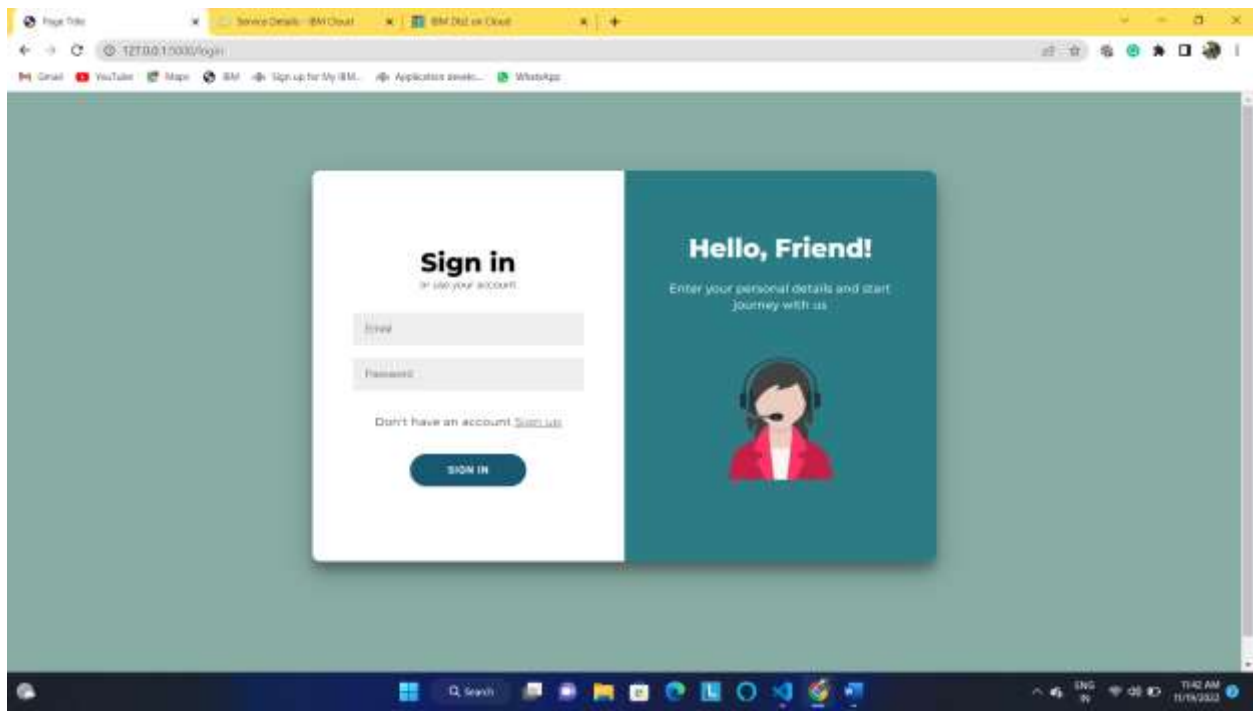 Page Title
Service Details - IBM Cloud
IBM Db2 on Cloud
127.0.0.1:5000/login
Gmail
YouTube
Maps
IBM
Sign up for My IBM...
Application develo...
WhatsApp
Sign in
or use your account
Email
Password
Don't have an account Sign up
SIGN IN
Hello, Friend!
Enter your personal details and start
journey with us
Search
ENG
IN
11:42 AM